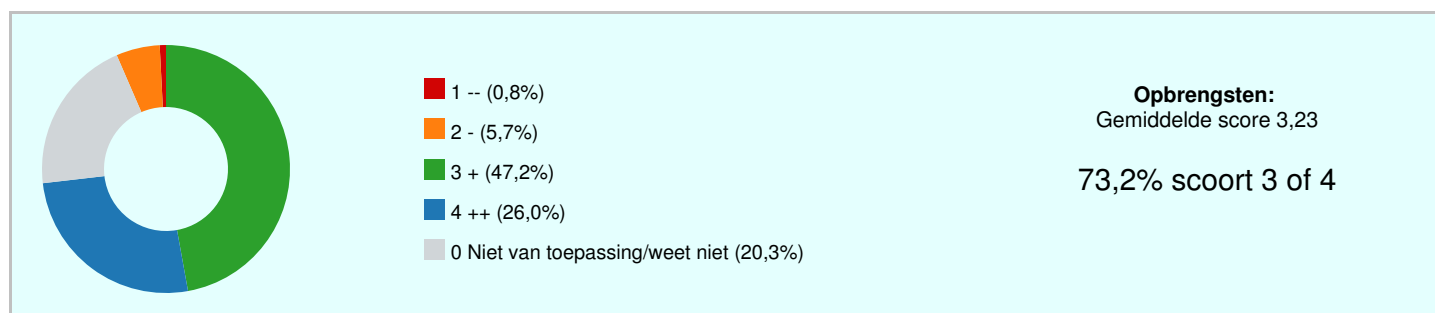 1 -- (0,8%)
2 - (5,7%)
3 + (47,2%)
4 ++ (26,0%)
0 Niet van toepassing/weet niet (20,3%)
Opbrengsten:
Gemiddelde score 3,23
73,2% scoort 3 of 4